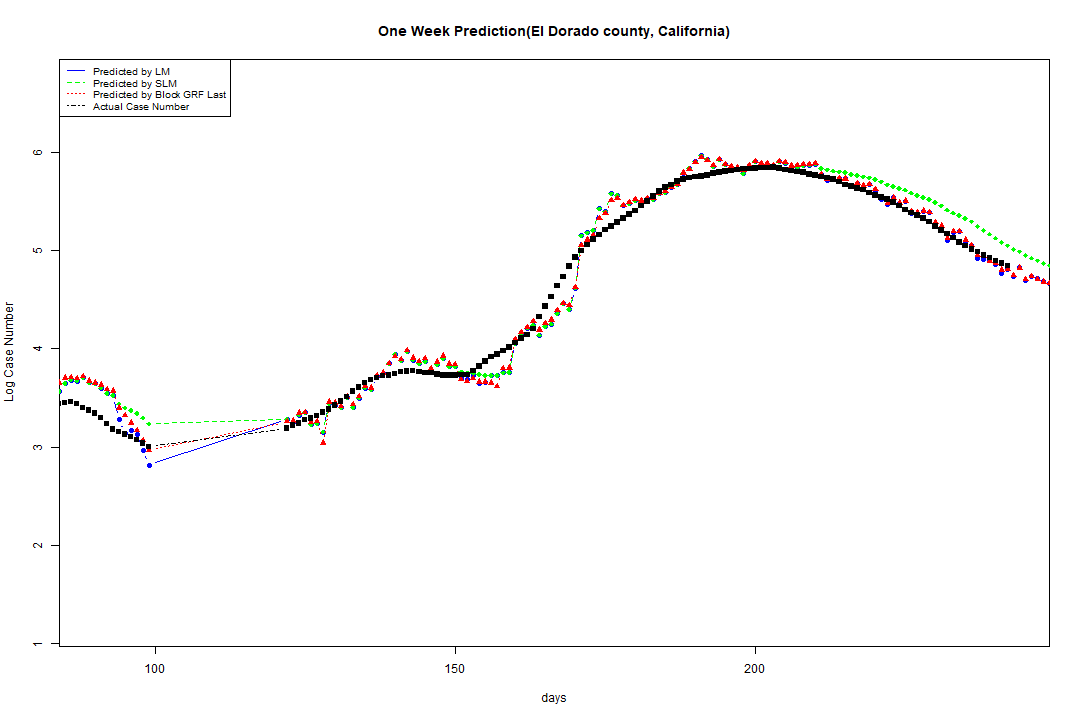 One Week Prediction(El Dorado county, California)
Predicted by LM
Predicted by SLM
Predicted by Block GRF Last
Actual Case Number
Log Case Number
6
5
4
3
2
1
100
150
200
days